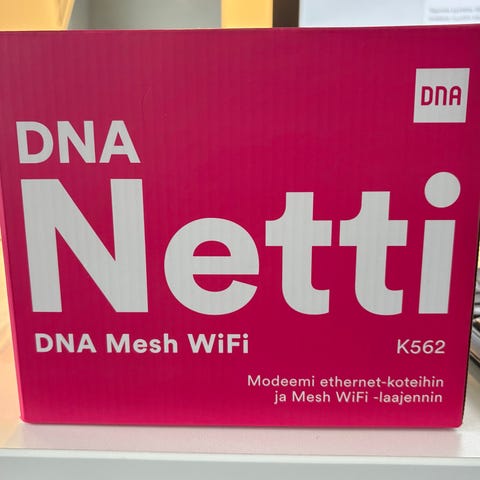 DNA
DNA
Netti
DNA Mesh WiFi
K562
Modeemi ethernet-koteihin
ja Mesh WiFi -laajennin